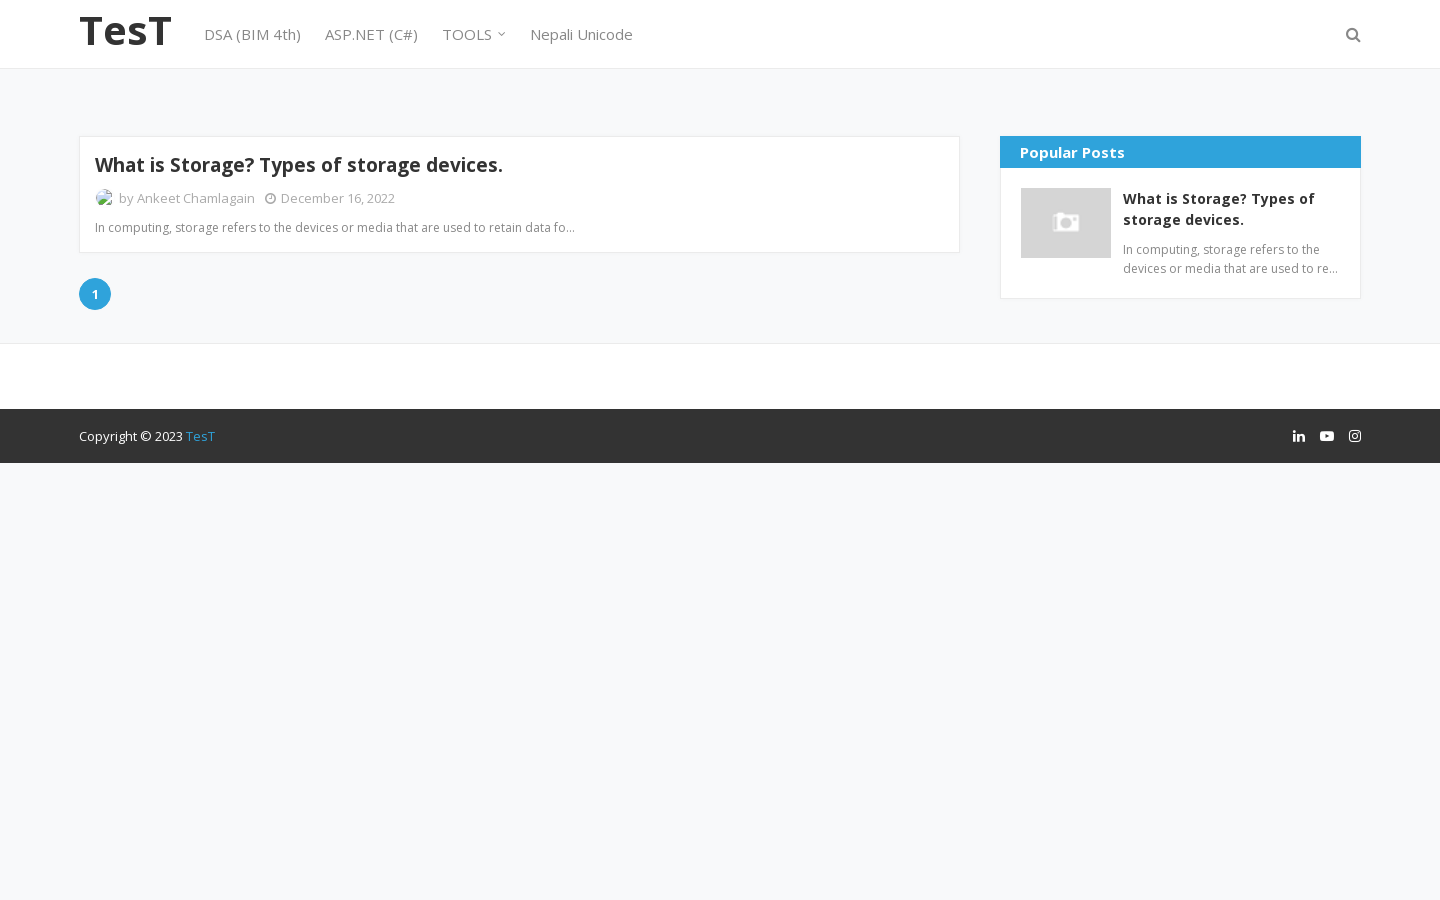 TesT
DSA (BIM 4th)
ASP.NET (C#)
TOOLS
Nepali Unicode
What is Storage? Types of storage devices.
by Ankeet Chamlagain
December 16, 2022
In computing, storage refers to the devices or media that are used to retain data fo…
1
Popular Posts
What is Storage? Types of
storage devices.
In computing, storage refers to the
devices or media that are used to re…
Copyright © 2023 TesT